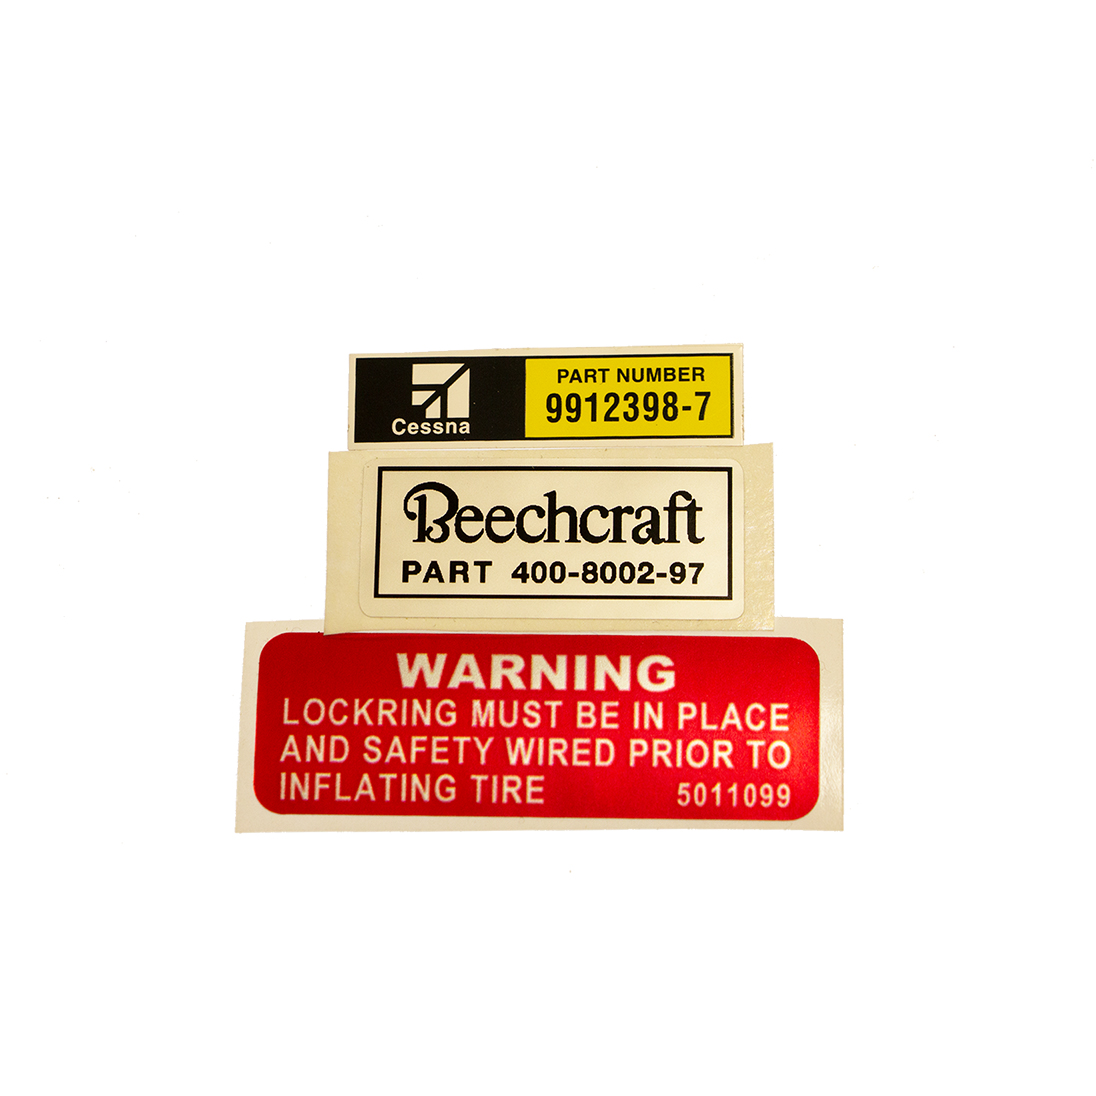 Cessna
PART NUMBER
9912398-7
Beechcraft
PART 400-8002-97
WARNING
LOCKRING MUST BE IN PLACE
AND SAFETY WIRED PRIOR TO
INFLATING TIRE 5011099